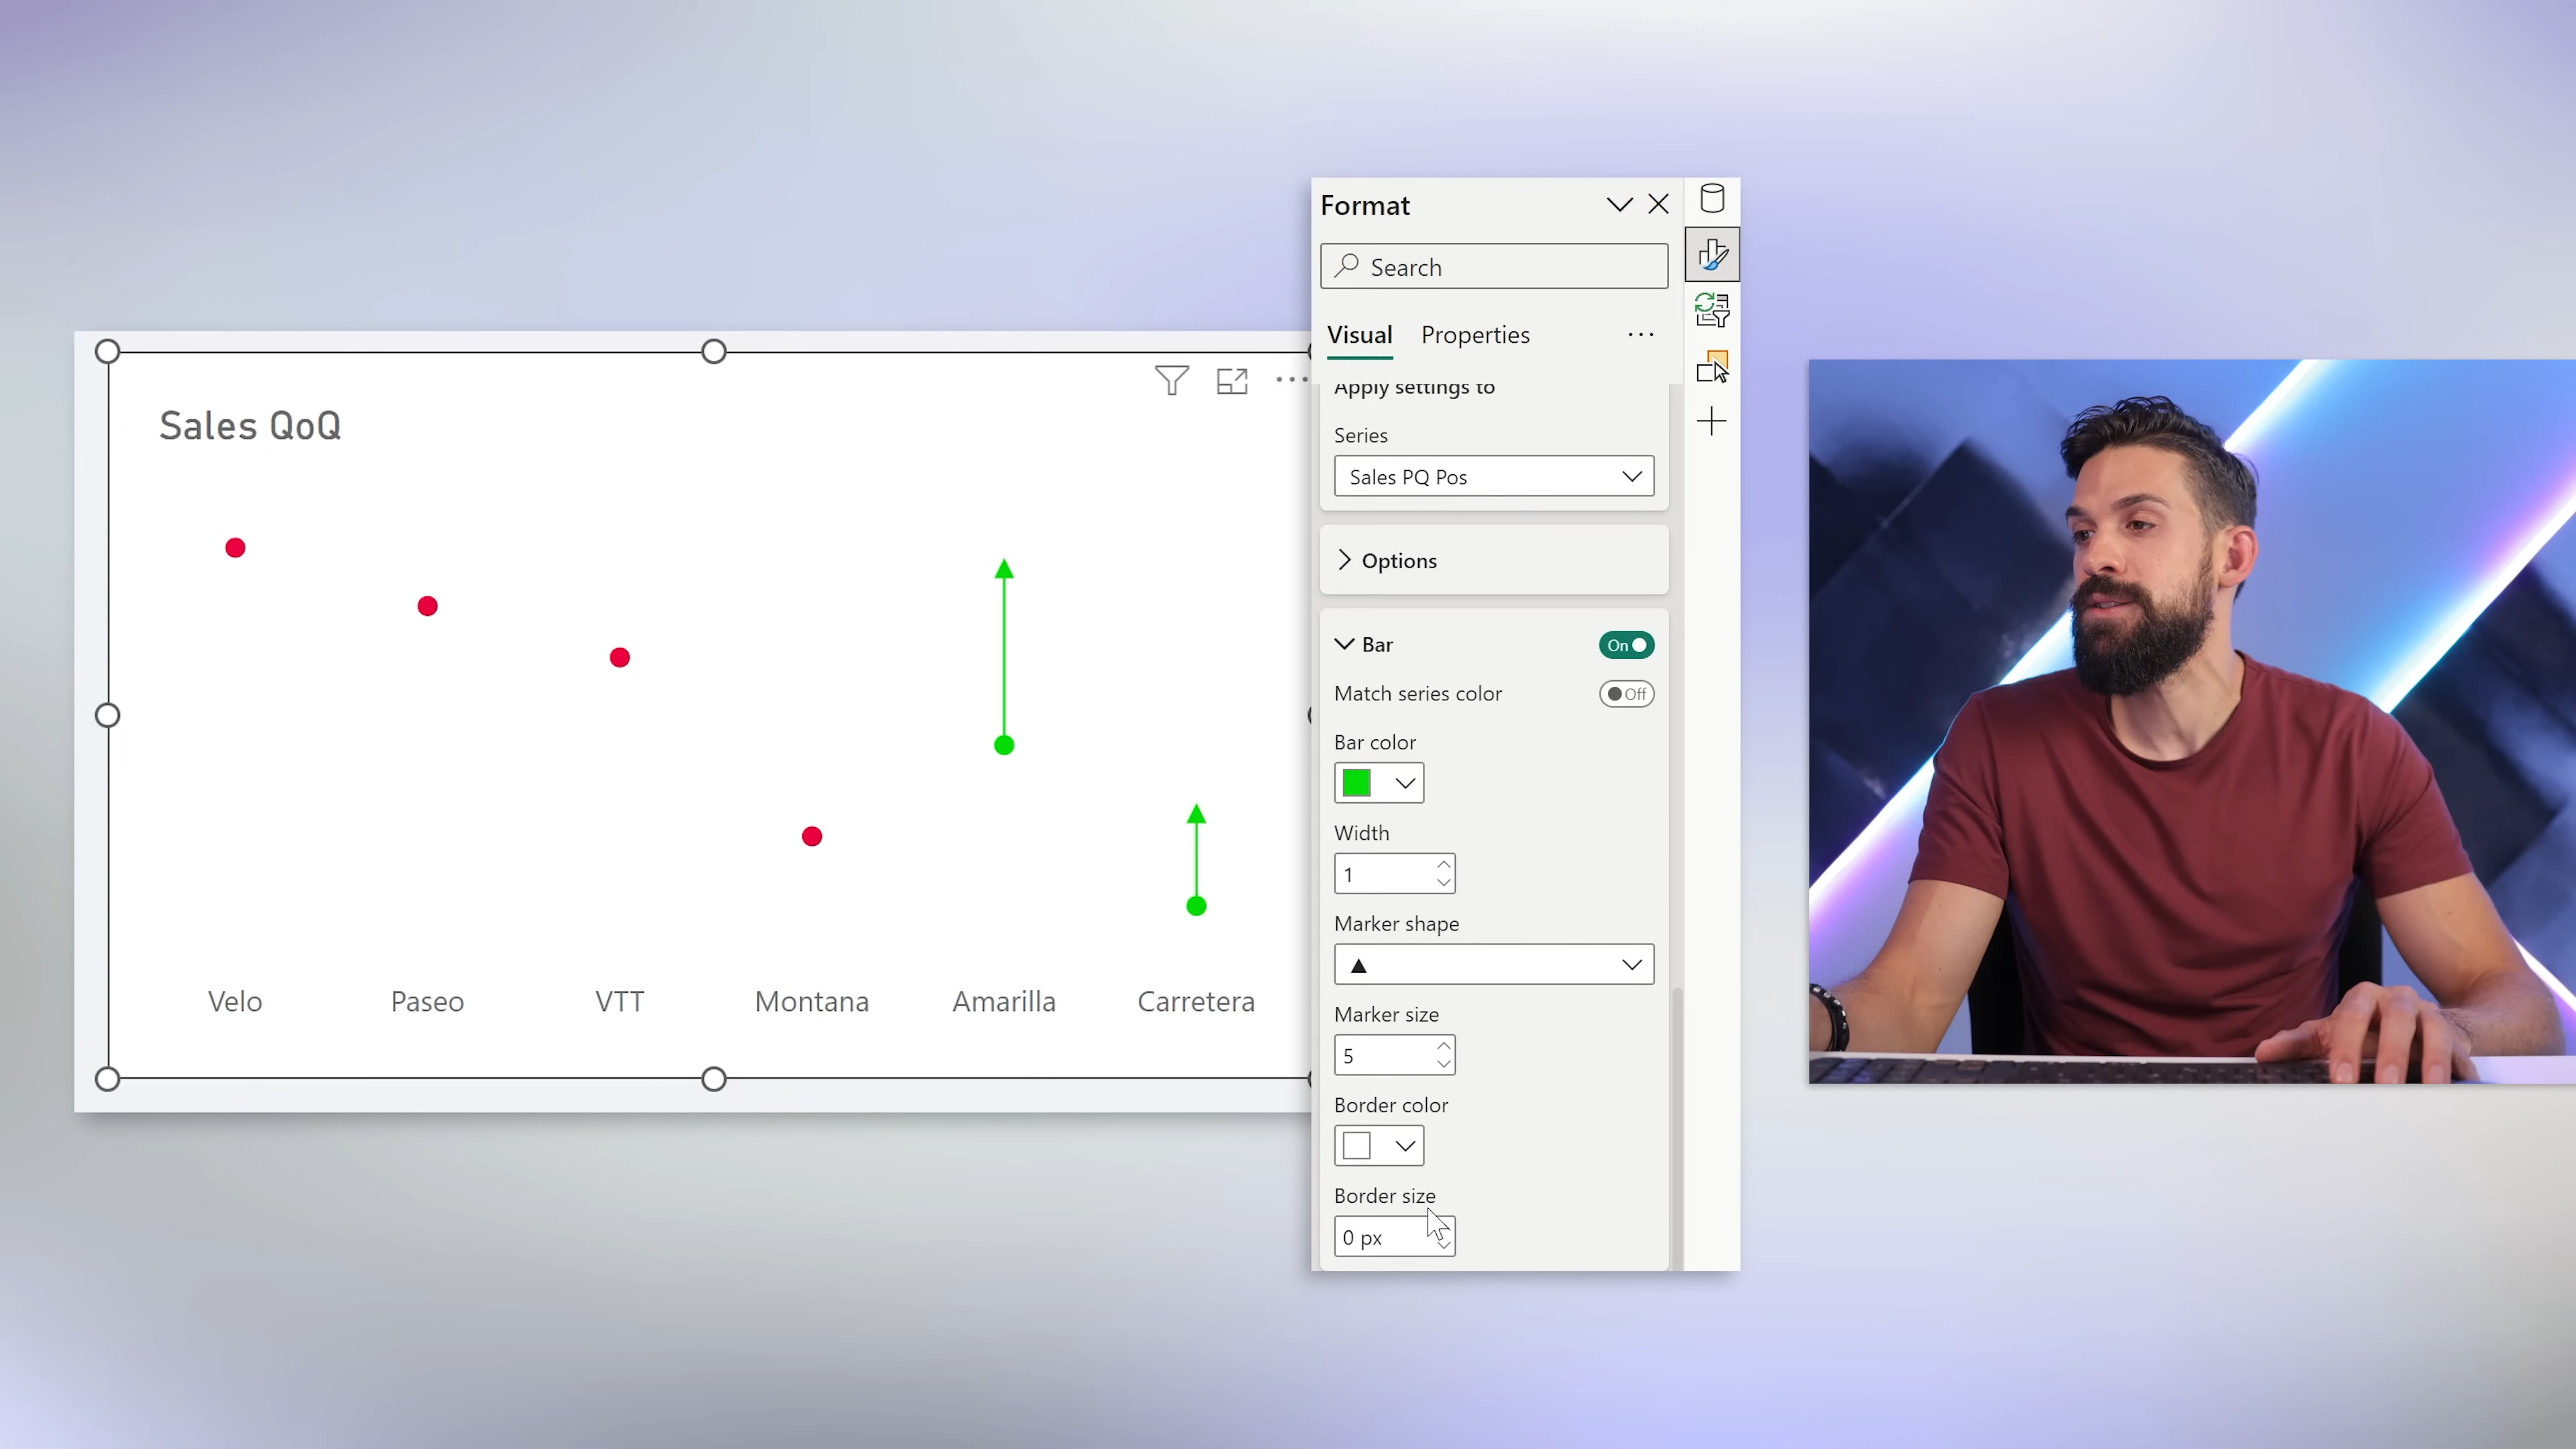 Sales QoQ
Velo
Paseo
VTT
Montana
Amarilla
Carretera
Format
Search
Visual
Properties
Apply settings to
Series
Sales PQ Pos
Options
Bar
On
Match series color
Off
Bar color
Width
1
Marker shape
Marker size
5
Border color
Border size
0 px